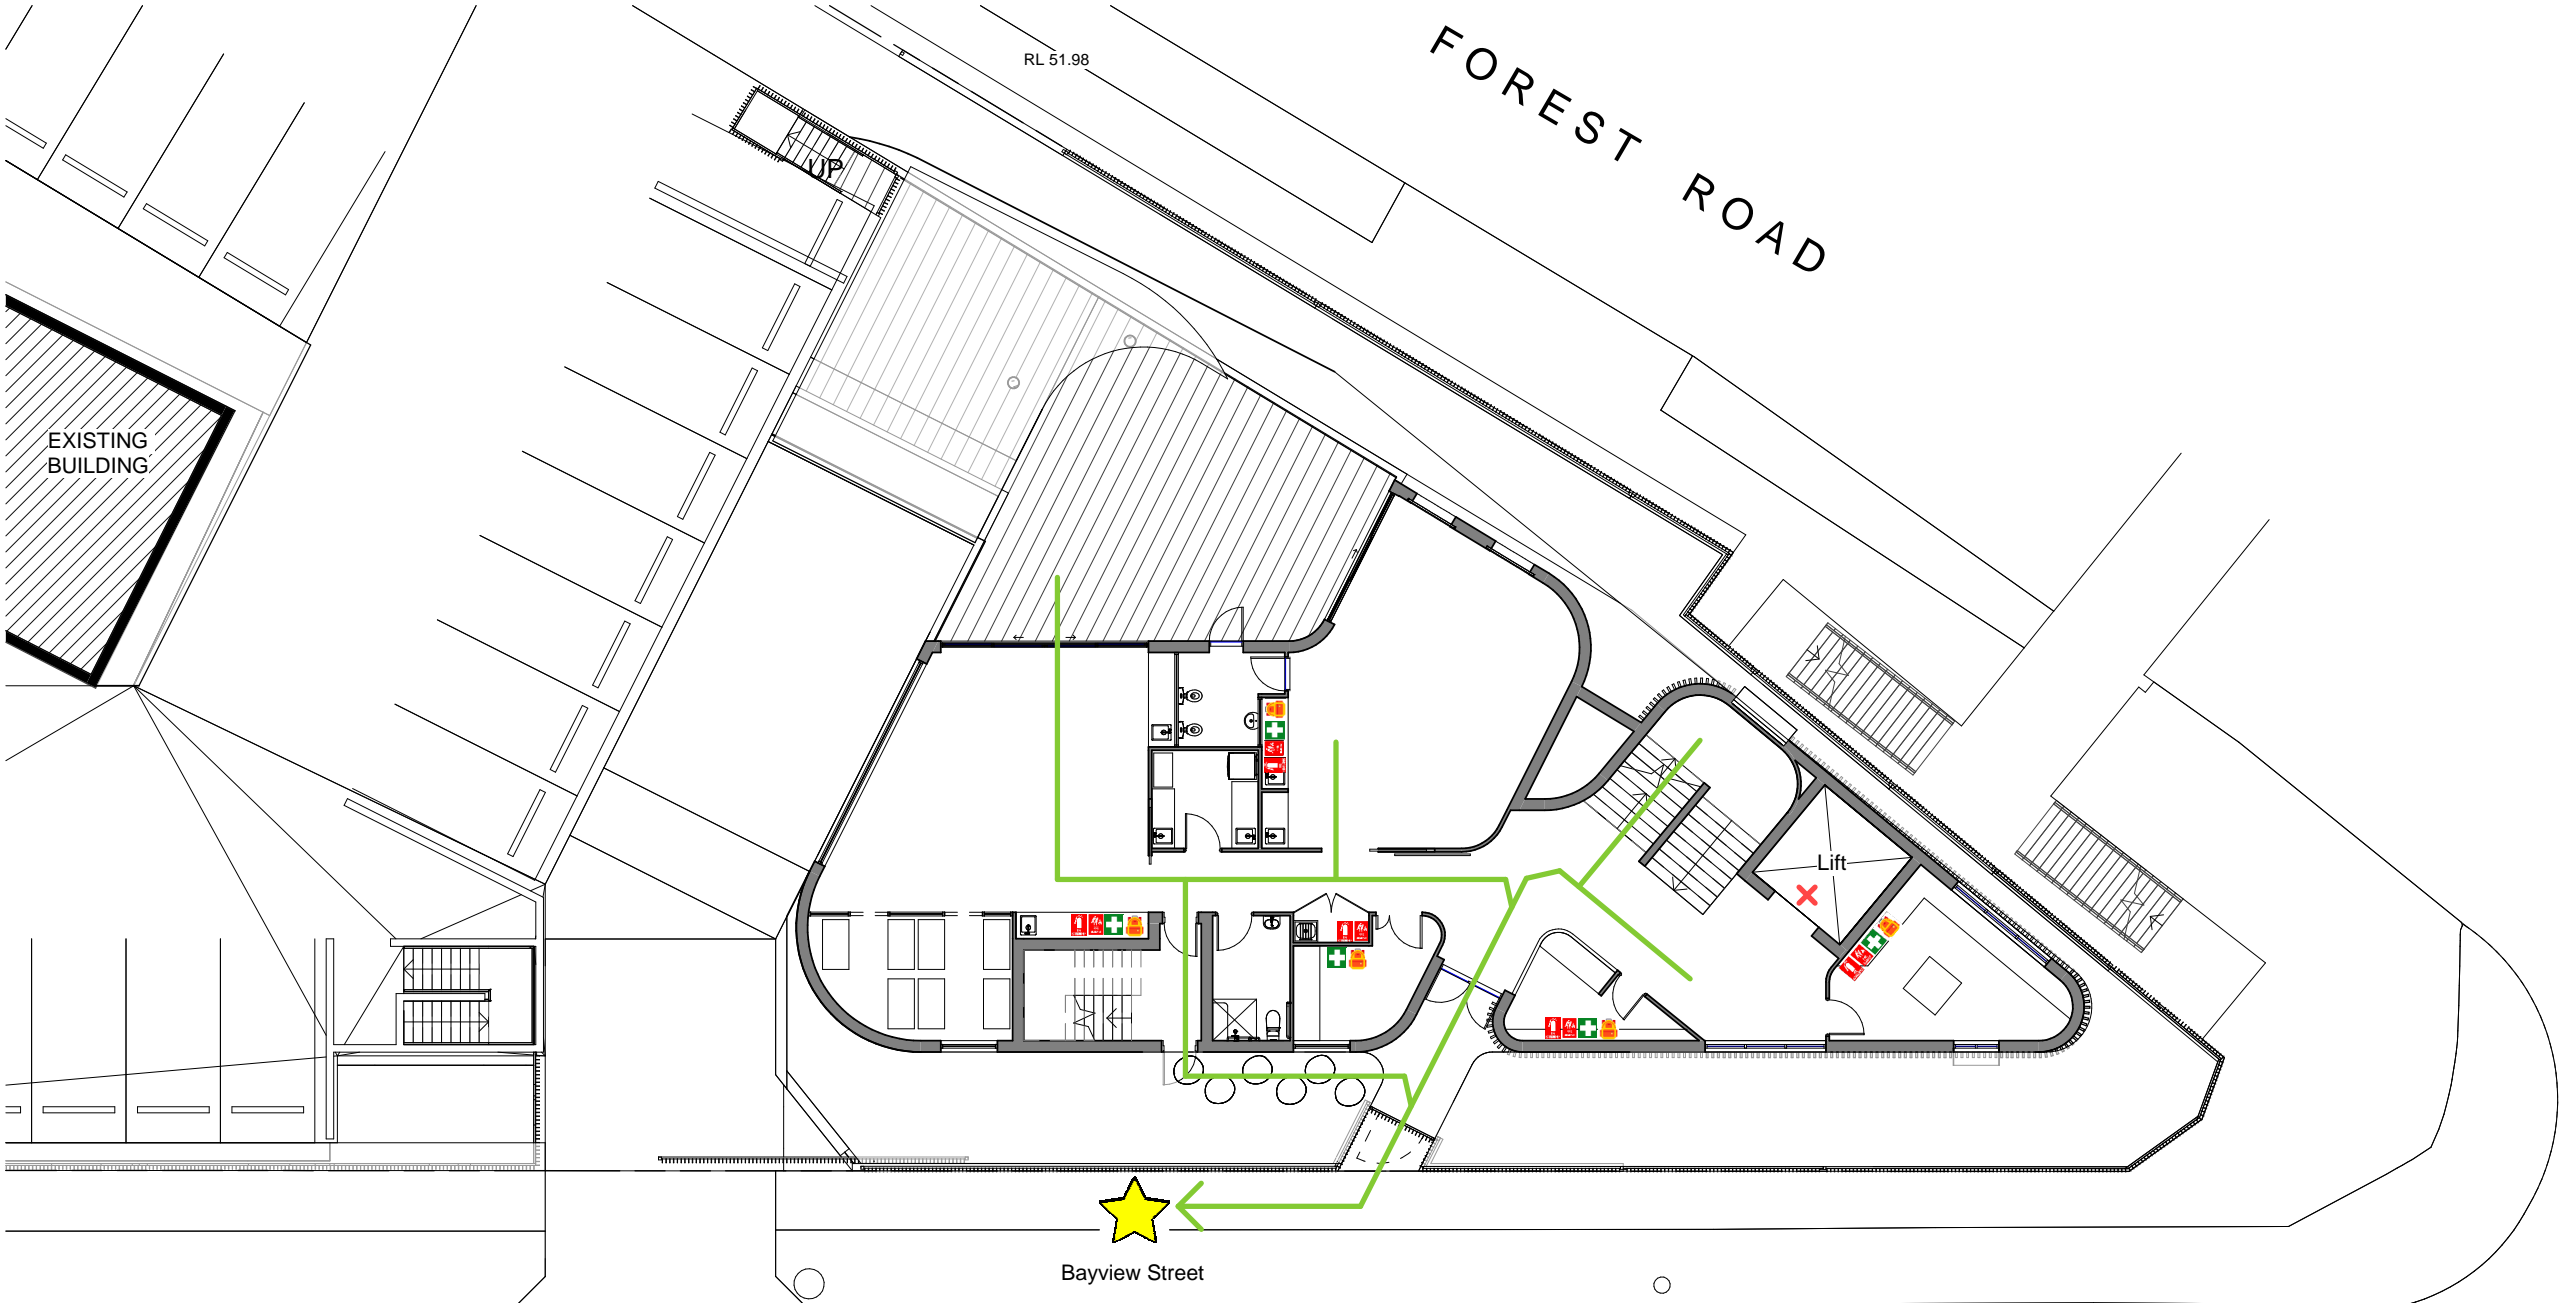 RL 51.98
FOREST ROAD
UP
EXISTING
BUILDING
Lift
Bayview Street